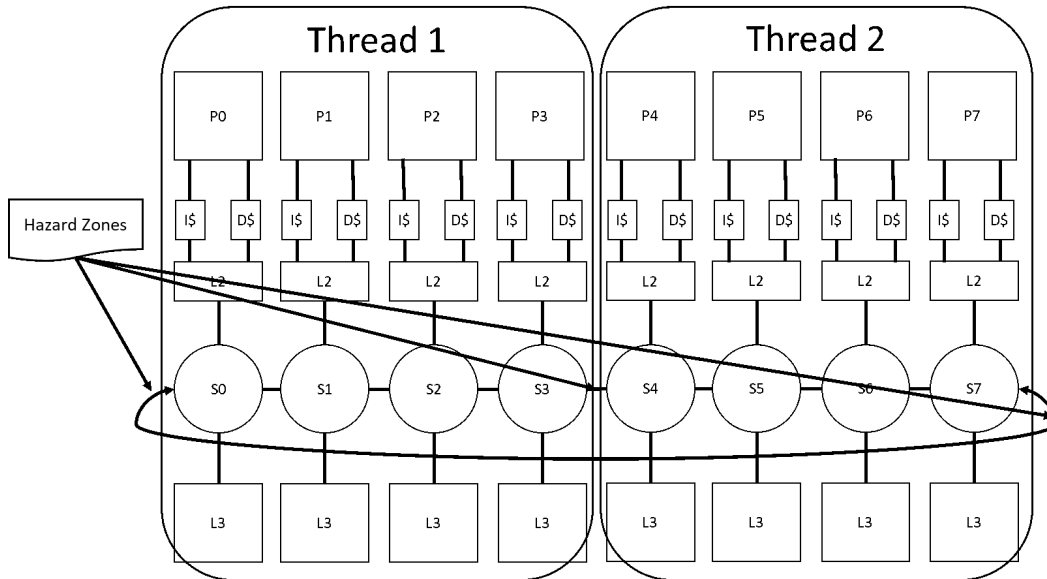 Thread 1 Thread 2
P0 P1 P2 P3 P4 P5 P6 P7
Hazard Zones
I$ D$ I$ D$ I$ D$ I$ D$ I$ D$ I$ D$ I$ D$ I$ D$
L2 L2 L2 L2 L2 L2 L2 L2
S0 S1 S2 S3 S4 S5 S6 S7
L3 L3 L3 L3 L3 L3 L3 L3